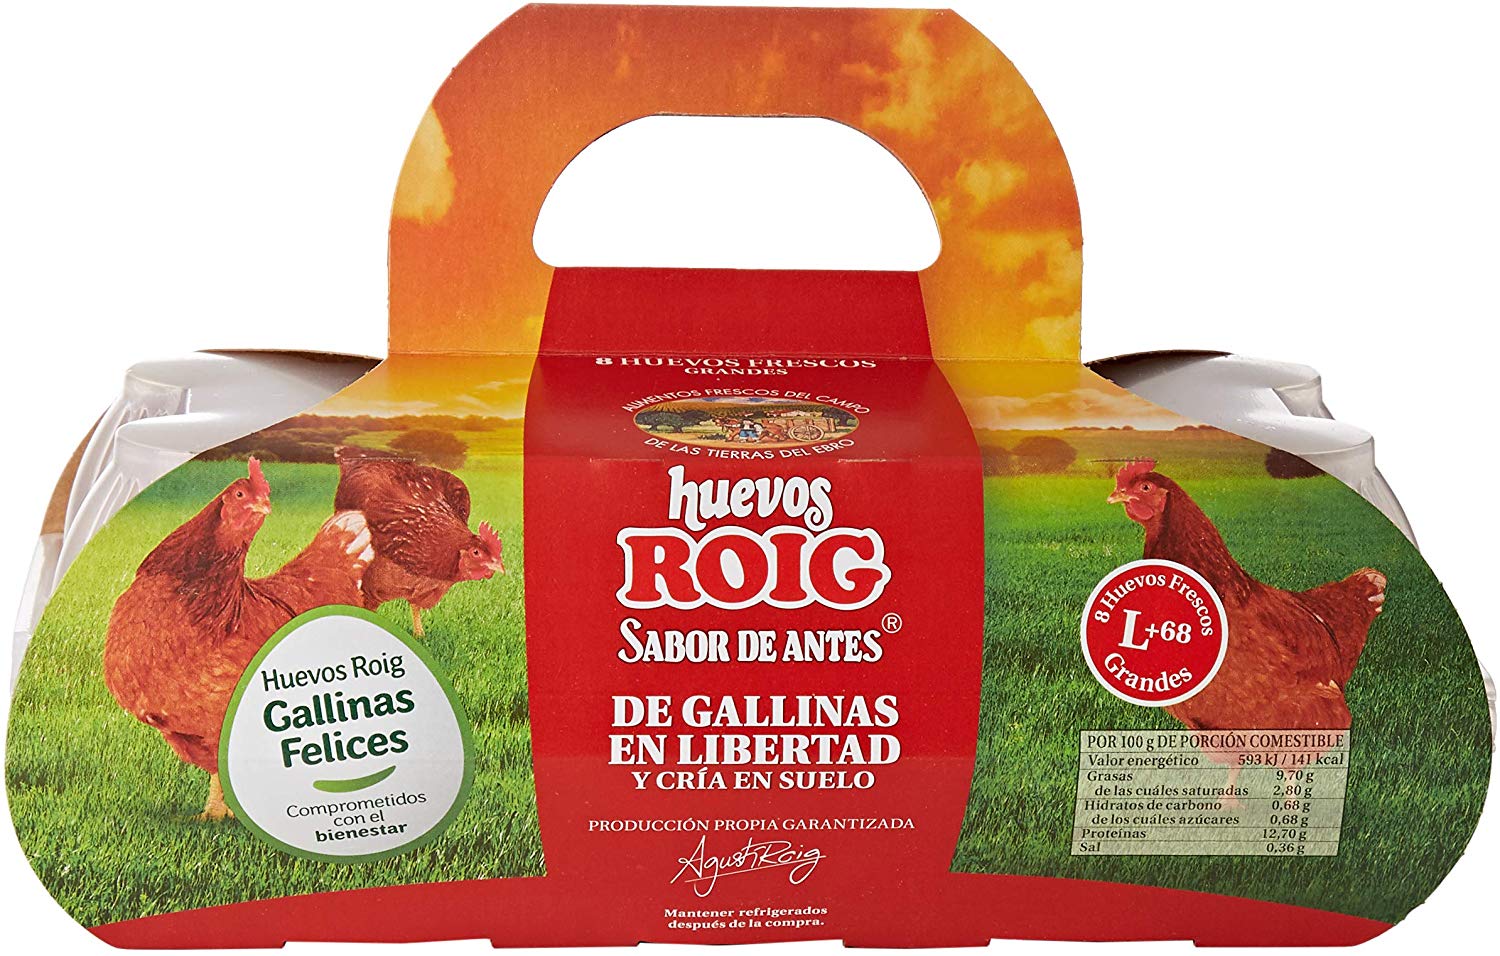 8 HUEVOS FRESCOS
GRANDES
ALIMENTOS FRESCOS DEL CAMPO
DE LAS TIERRAS DEL EBRO
huevos
ROIG
SABOR DE ANTES®
DE GALLINAS
EN LIBERTAD
Y CRÍA EN SUELO
PRODUCCIÓN PROPIA GARANTIZADA
Agustí Roig
Mantener refrigerados
después de la compra.
Huevos Roig
Gallinas
Felices
Comprometidos
con el
bienestar
8 Huevos Frescos
L+68
Grandes
POR 100 g DE PORCIÓN COMESTIBLE
Valor energético 593 kJ / 141 kcal
Grasas 9,70 g
de las cuáles saturadas 2,80 g
Hidratos de carbono 0,68 g
de los cuáles azúcares 0,68 g
Proteínas 12,70 g
Sal 0,36 g